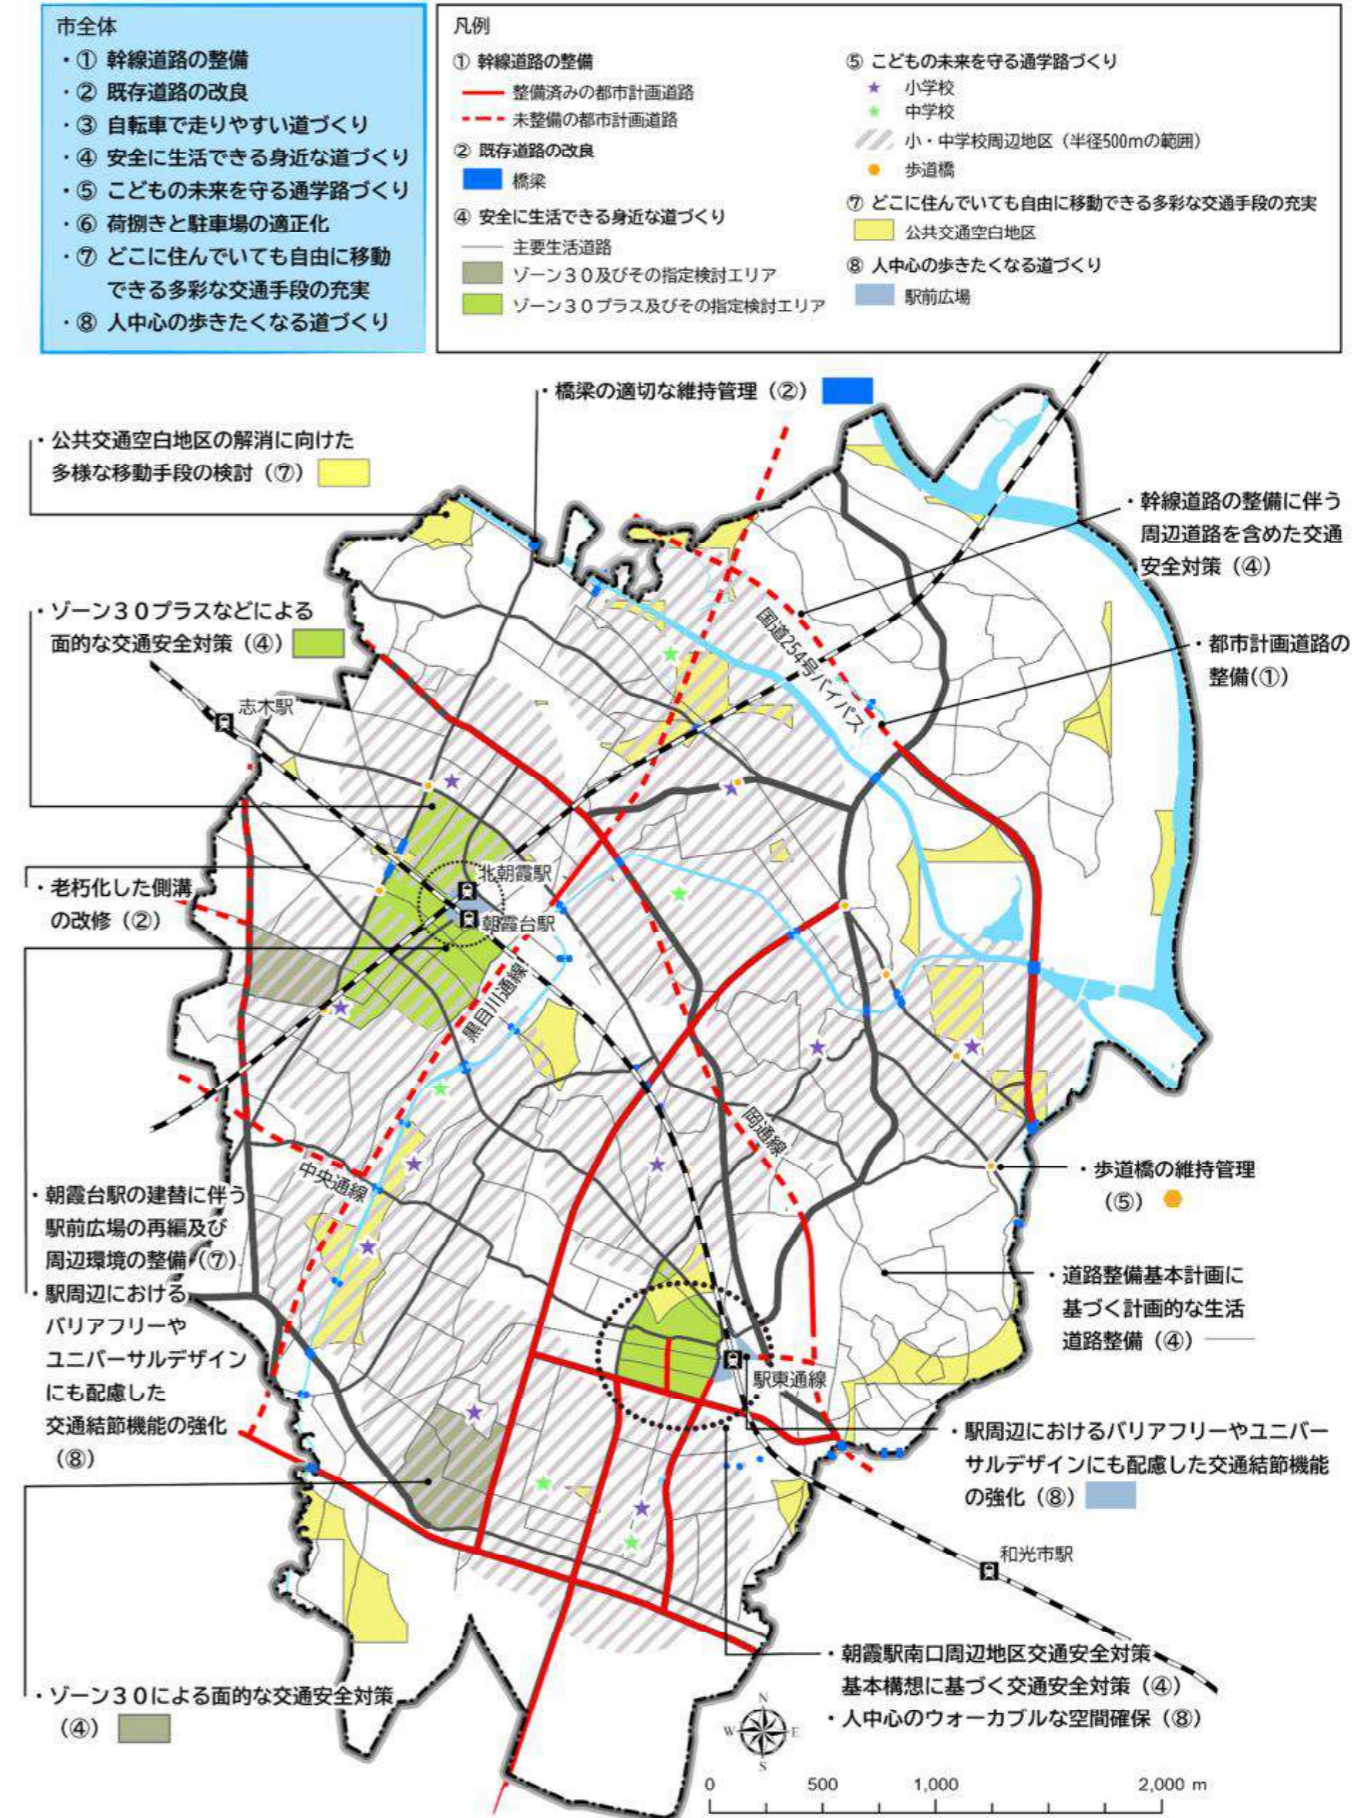 市全体
・① 幹線道路の整備
・② 既存道路の改良
・③ 自転車で走りやすい道づくり
・④ 安全に生活できる身近な道づくり
・⑤ こどもの未来を守る通学路づくり
・⑥ 荷捌きと駐車場の適正化
・⑦ どこに住んでいても自由に移動
できる多彩な交通手段の充実
・⑧ 人中心の歩きたくなる道づくり
凡例
① 幹線道路の整備
整備済みの都市計画道路
未整備の都市計画道路
② 既存道路の改良
橋梁
④ 安全に生活できる身近な道づくり
主要生活道路
ゾーン３０及びその指定検討エリア
ゾーン３０プラス及びその指定検討エリア
⑤ こどもの未来を守る通学路づくり
小学校
中学校
小・中学校周辺地区（半径500mの範囲）
歩道橋
⑦ どこに住んでいても自由に移動できる多彩な交通手段の充実
公共交通空白地区
⑧ 人中心の歩きたくなる道づくり
駅前広場
・橋梁の適切な維持管理（②）
・公共交通空白地区の解消に向けた
多様な移動手段の検討（⑦）
・幹線道路の整備に伴う
周辺道路を含めた交通
安全対策（④）
・ゾーン３０プラスなどによる
面的な交通安全対策（④）
国道254号バイパス
・都市計画道路の
整備(①)
志木駅
北朝霞駅
朝霞台駅
・老朽化した側溝
の改修（②）
黒目川通線
岡通線
中央通線
・歩道橋の維持管理
（⑤）
・朝霞台駅の建替に伴う
駅前広場の再編及び
周辺環境の整備（⑦）
・駅周辺における
バリアフリーや
ユニバーサルデザイン
にも配慮した
交通結節機能の強化
（⑧）
・道路整備基本計画に
基づく計画的な生活
道路整備（④）
駅東通線
・駅周辺におけるバリアフリーやユニバー
サルデザインにも配慮した交通結節機能
の強化（⑧）
和光市駅
・朝霞駅南口周辺地区交通安全対策
基本構想に基づく交通安全対策（④）
・人中心のウォーカブルな空間確保（⑧）
・ゾーン３０による面的な交通安全対策
（④）
N
W E
S
0 500 1,000 2,000 m